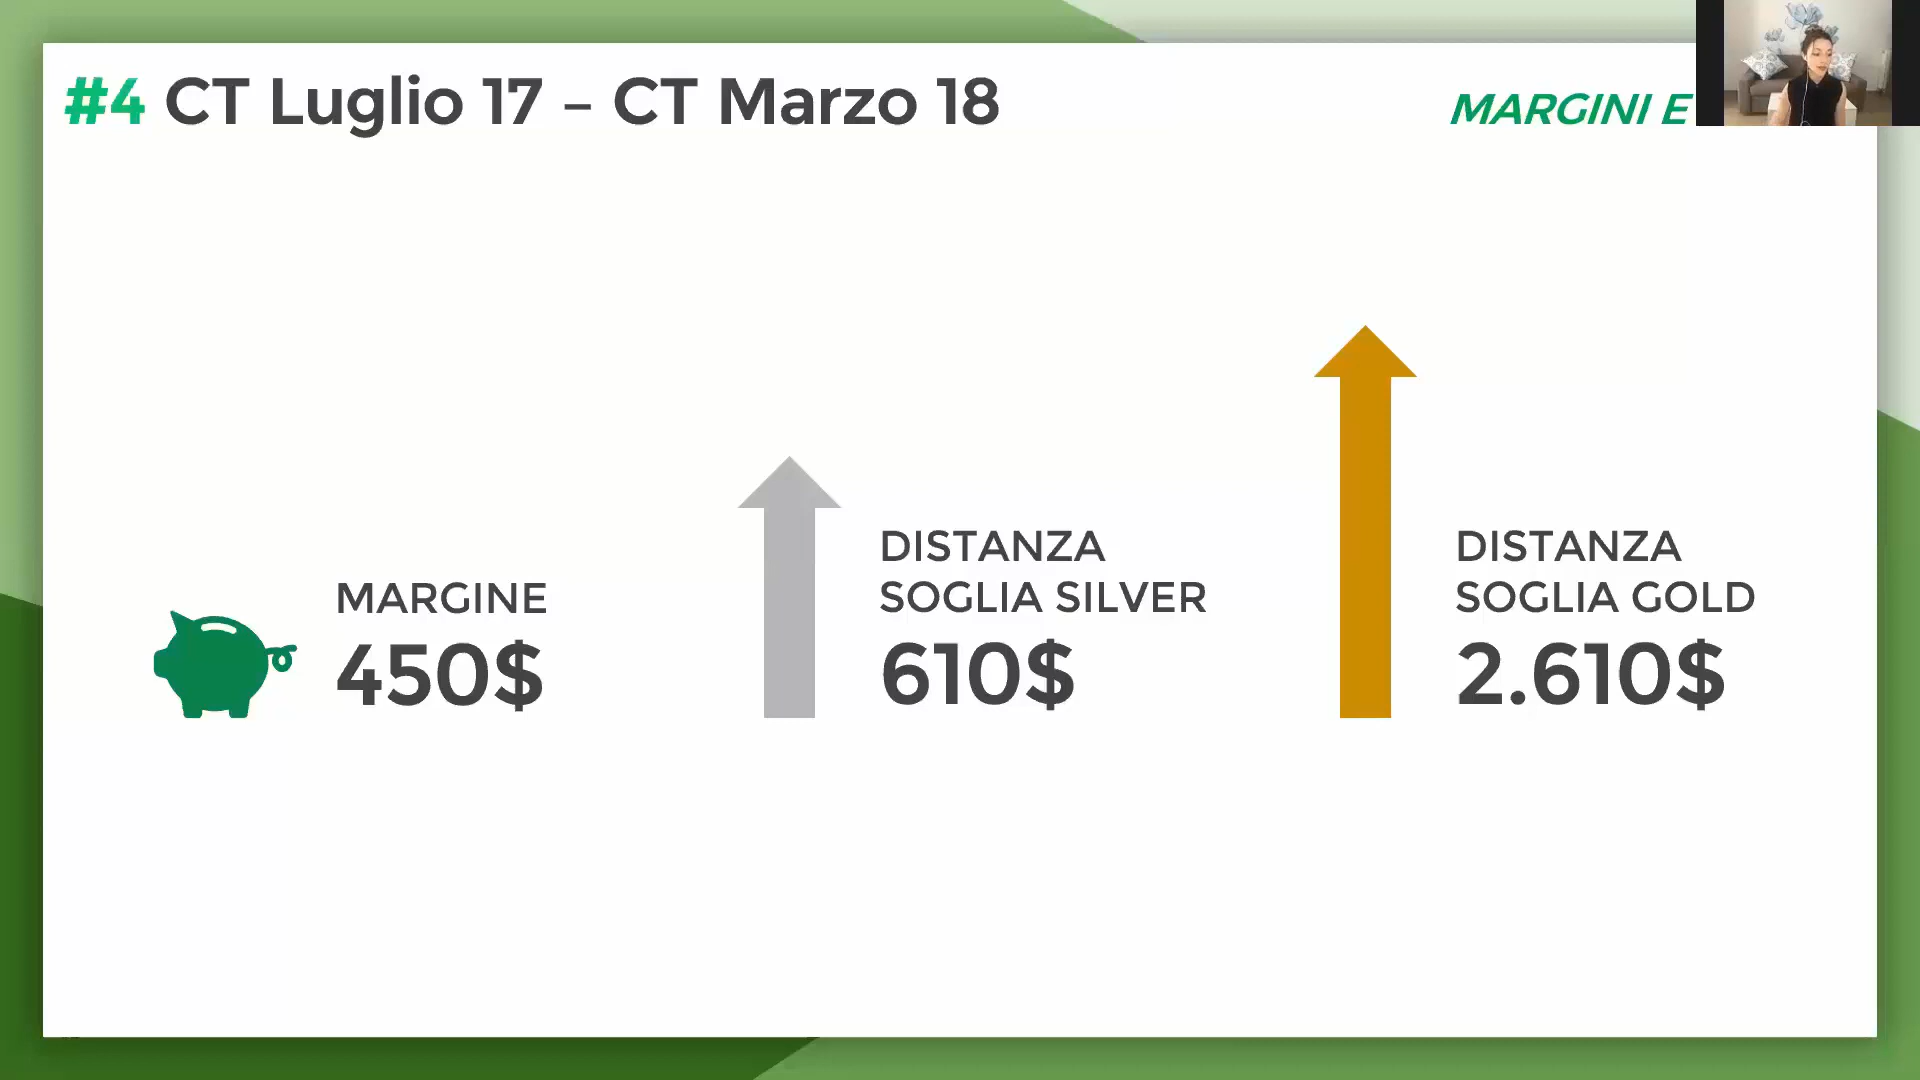 #4 CT Luglio 17 – CT Marzo 18
MARGINI E
MARGINE
450$
DISTANZA
SOGLIA SILVER
610$
DISTANZA
SOGLIA GOLD
2.610$